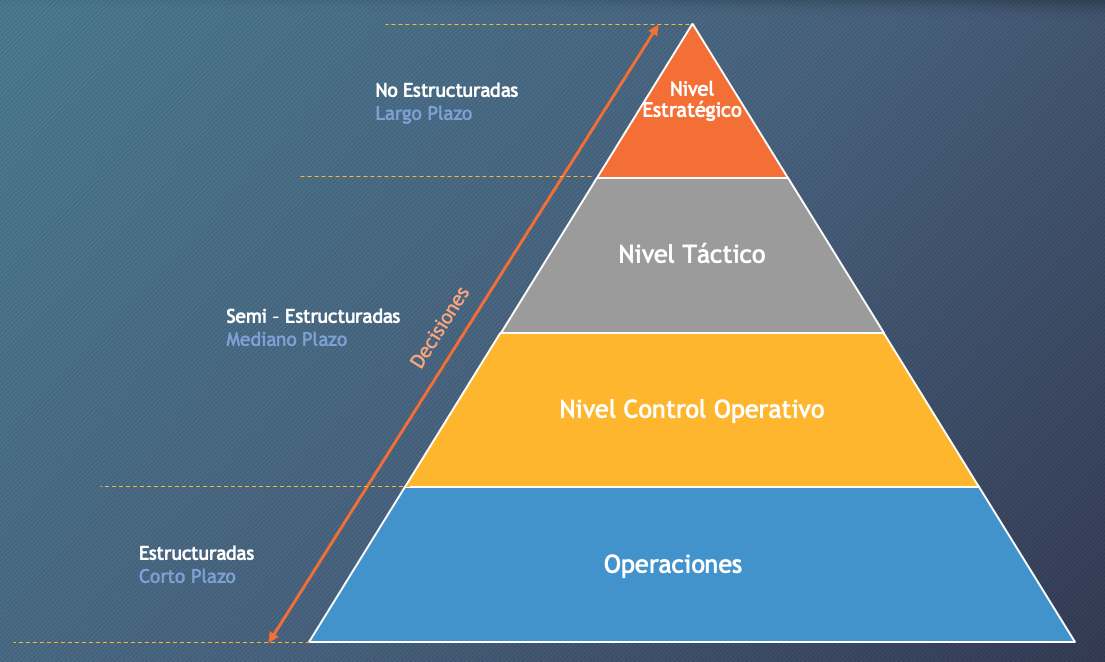 Nivel
Estratégico
No Estructuradas
Largo Plazo
Nivel Táctico
Decisiones
Semi - Estructuradas
Mediano Plazo
Nivel Control Operativo
Estructuradas
Corto Plazo
Operaciones